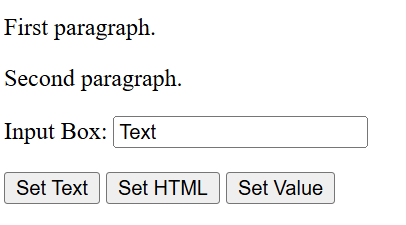 First paragraph.
Second paragraph.
Input Box: Text
Set Text Set HTML Set Value